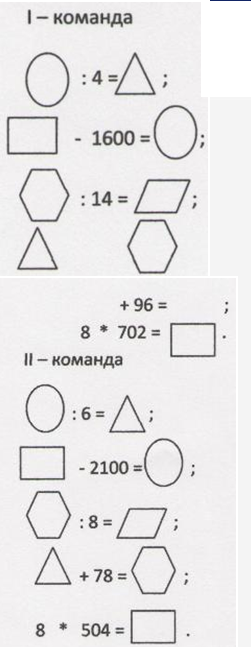 I – команда
: 4 = ;
- 1600 = ;
: 14 = ;
+ 96 = ;
8 * 702 = .
II – команда
: 6 = ;
- 2100 = ;
: 8 = ;
+ 78 = ;
8 * 504 = .